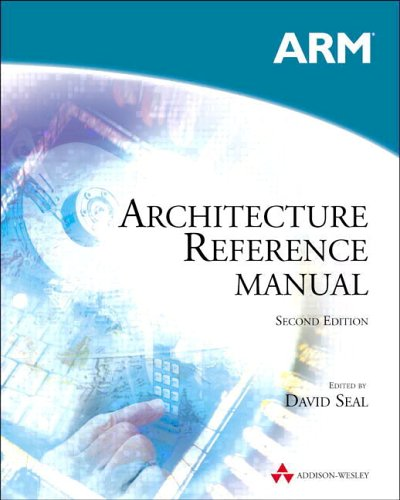 ARM®
ARCHITECTURE
REFERENCE
MANUAL
SECOND EDITION
EDITED BY
DAVID SEAL
ADDISON-WESLEY